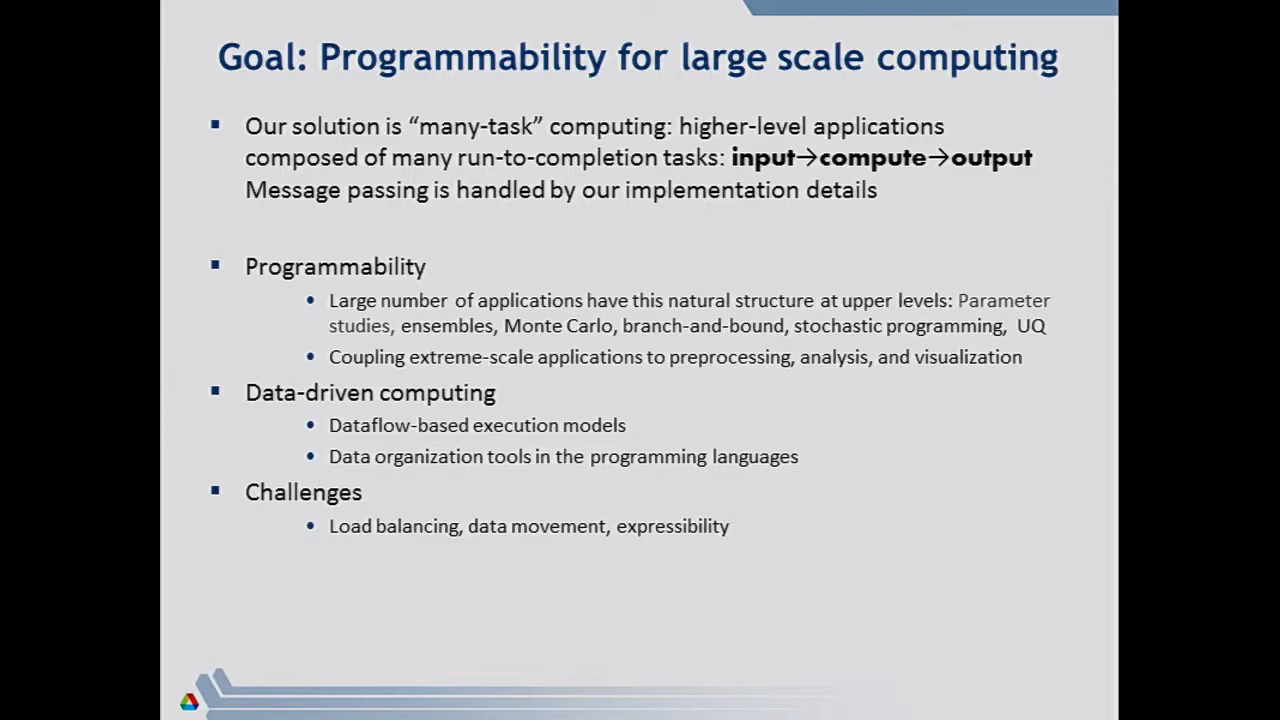 Goal: Programmability for large scale computing
▪ Our solution is “many-task” computing: higher-level applications
composed of many run-to-completion tasks: input→compute→output
Message passing is handled by our implementation details
▪ Programmability
• Large number of applications have this natural structure at upper levels: Parameter
studies, ensembles, Monte Carlo, branch-and-bound, stochastic programming, UQ
• Coupling extreme-scale applications to preprocessing, analysis, and visualization
▪ Data-driven computing
• Dataflow-based execution models
• Data organization tools in the programming languages
▪ Challenges
• Load balancing, data movement, expressibility